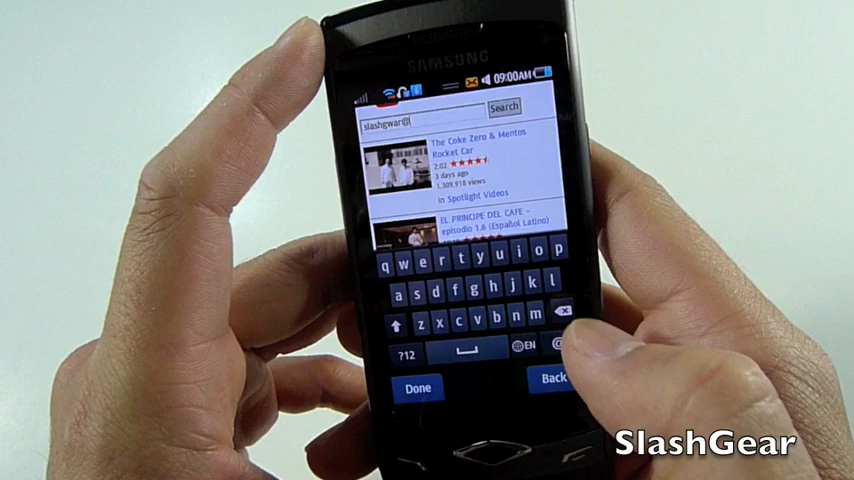 SAMSUNG
09:00AM
slashgwar@
Search
The Coke Zero & Mentos
Rocket Car
2:02
3 days ago
1,309,918 views
in Spotlight Videos
EL PRINCIPE DEL CAFE -
episodio 1.6 (Español Latino)
q w e r t y u i o p
a s d f g h j k l
z x c v b n m
?12
EN
@
Done
Back
SlashGear